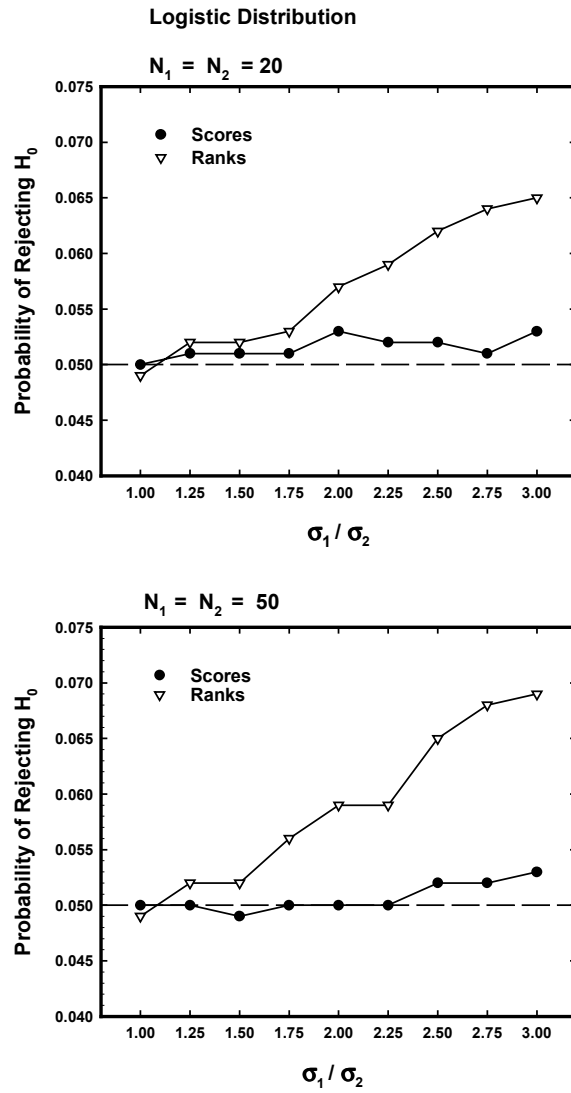 Logistic Distribution
N₁ = N₂ = 20
0.075
0.070
0.065
0.060
0.055
0.050
0.045
0.040
Probability of Rejecting H₀
Scores
Ranks
1.00 1.25 1.50 1.75 2.00 2.25 2.50 2.75 3.00
σ₁ / σ₂
N₁ = N₂ = 50
0.075
0.070
0.065
0.060
0.055
0.050
0.045
0.040
Probability of Rejecting H₀
Scores
Ranks
1.00 1.25 1.50 1.75 2.00 2.25 2.50 2.75 3.00
σ₁ / σ₂